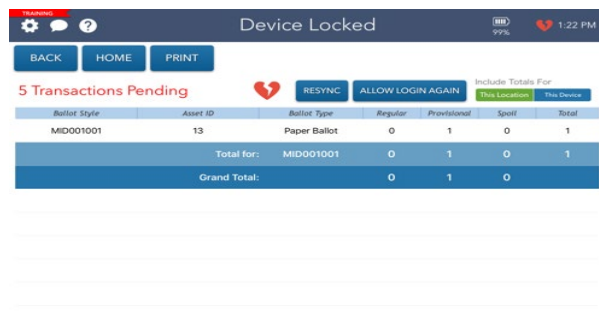 TRAINING
Device Locked
99%
1:22 PM
BACK HOME PRINT
5 Transactions Pending
RESYNC ALLOW LOGIN AGAIN
Include Totals For
This Location This Device
Ballot Style Asset ID Ballot Type Regular Provisional Spoil Total
MID001001 13 Paper Ballot 0 1 0 1
Total for: MID001001 0 1 0 1
Grand Total: 0 1 0